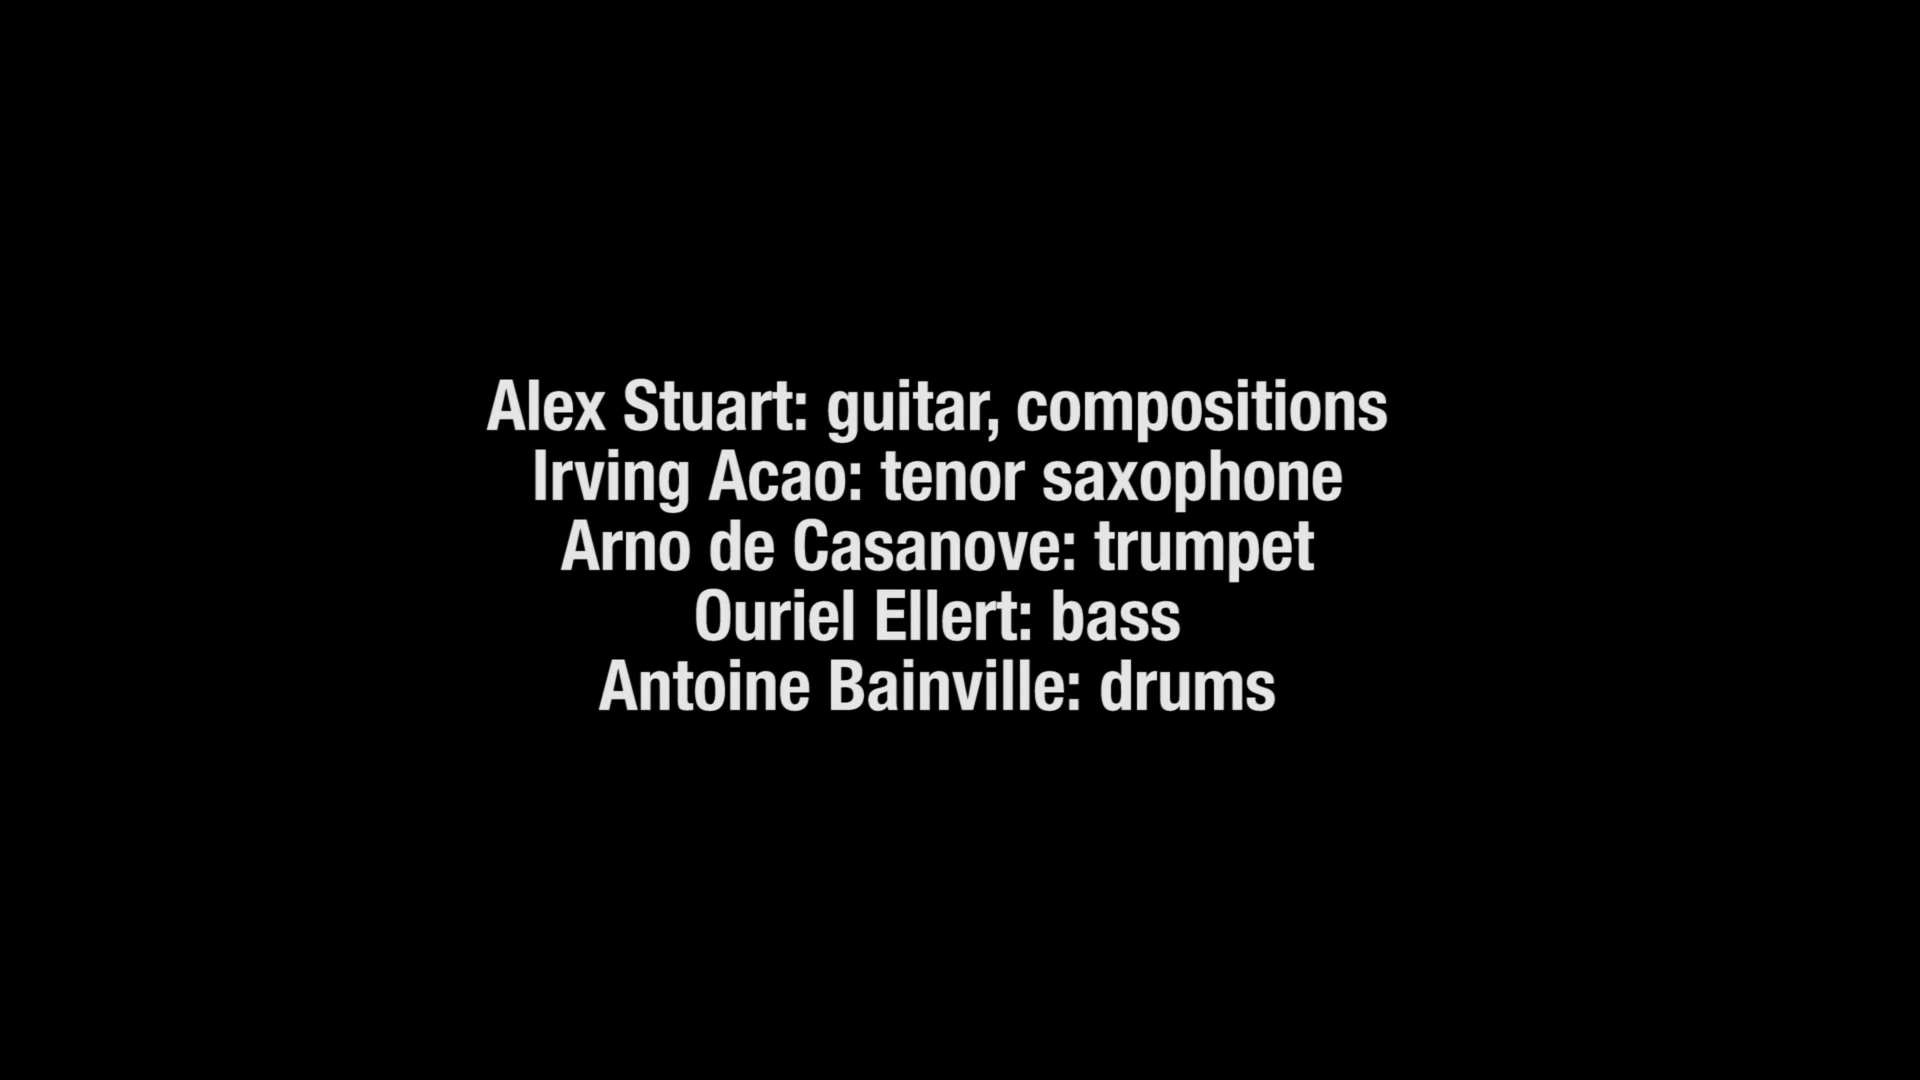 Alex Stuart: guitar, compositions
Irving Acao: tenor saxophone
Arno de Casanove: trumpet
Ouriel Ellert: bass
Antoine Bainville: drums